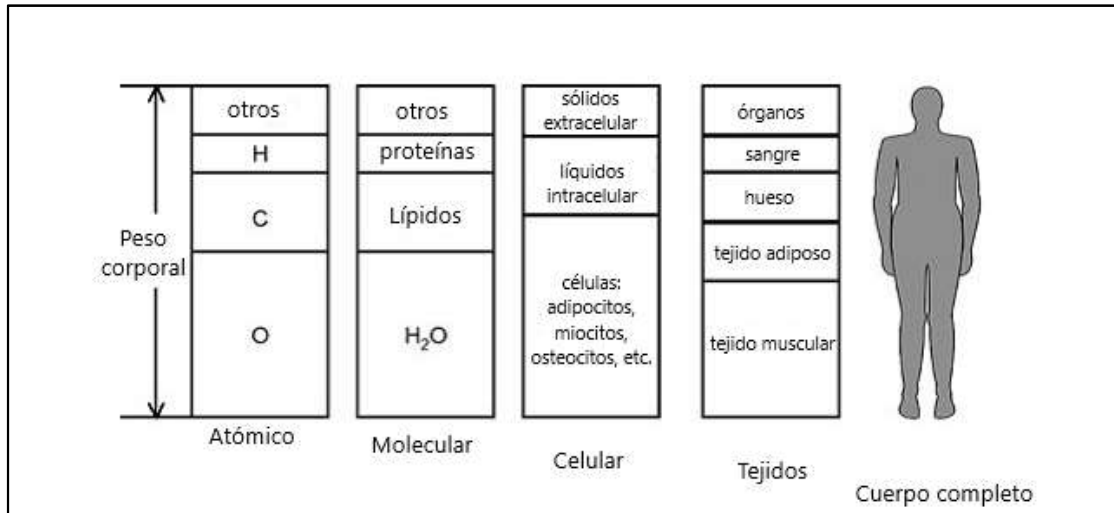 Peso
corporal
otros
H
C
O
Atómico
otros
proteínas
Lípidos
H₂O
Molecular
sólidos
extracelular
líquidos
intracelular
células:
adipocitos,
miocitos,
osteocitos, etc.
Celular
órganos
sangre
hueso
tejido adiposo
tejido muscular
Tejidos
Cuerpo completo